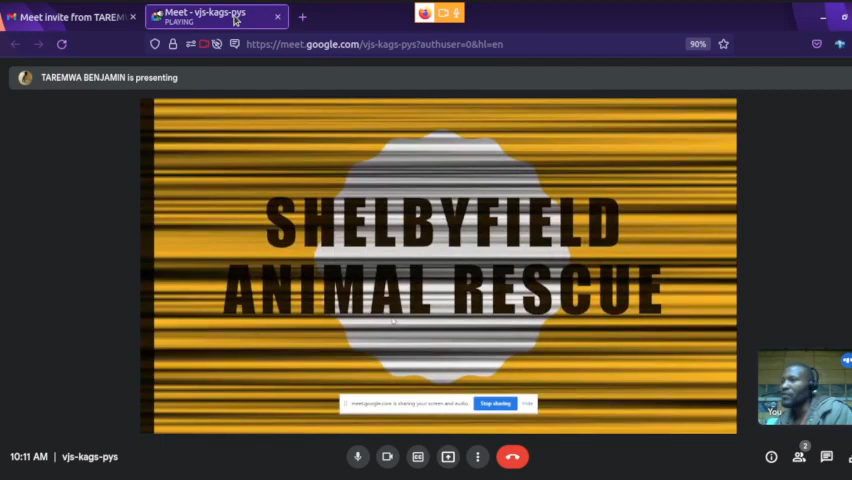 Meet invite from TAREM
Meet - vjs-kags-pys
PLAYING
https://meet.google.com/vjs-kags-pys?authuser=0&hl=en
90%
TAREMWA BENJAMIN is presenting
SHELBYFIELD
ANIMAL RESCUE
meet.google.com is sharing your screen and audio.
Stop sharing
Hide
You
10:11 AM | vjs-kags-pys
2